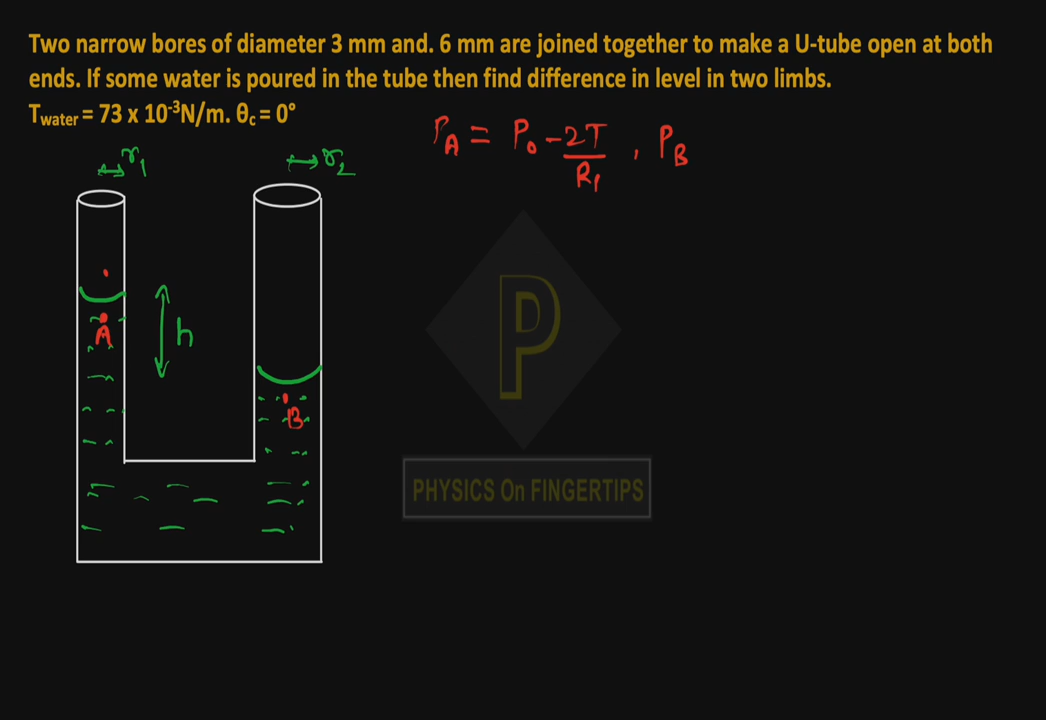 Two narrow bores of diameter 3 mm and. 6 mm are joined together to make a U-tube open at both
ends. If some water is poured in the tube then find difference in level in two limbs.
Twater = 73 x 10-³N/m. θc = 0°
PA = P0 - 2T/R1 , PB
r1
r2
h
A
B
P
PHYSICS On FINGERTIPS